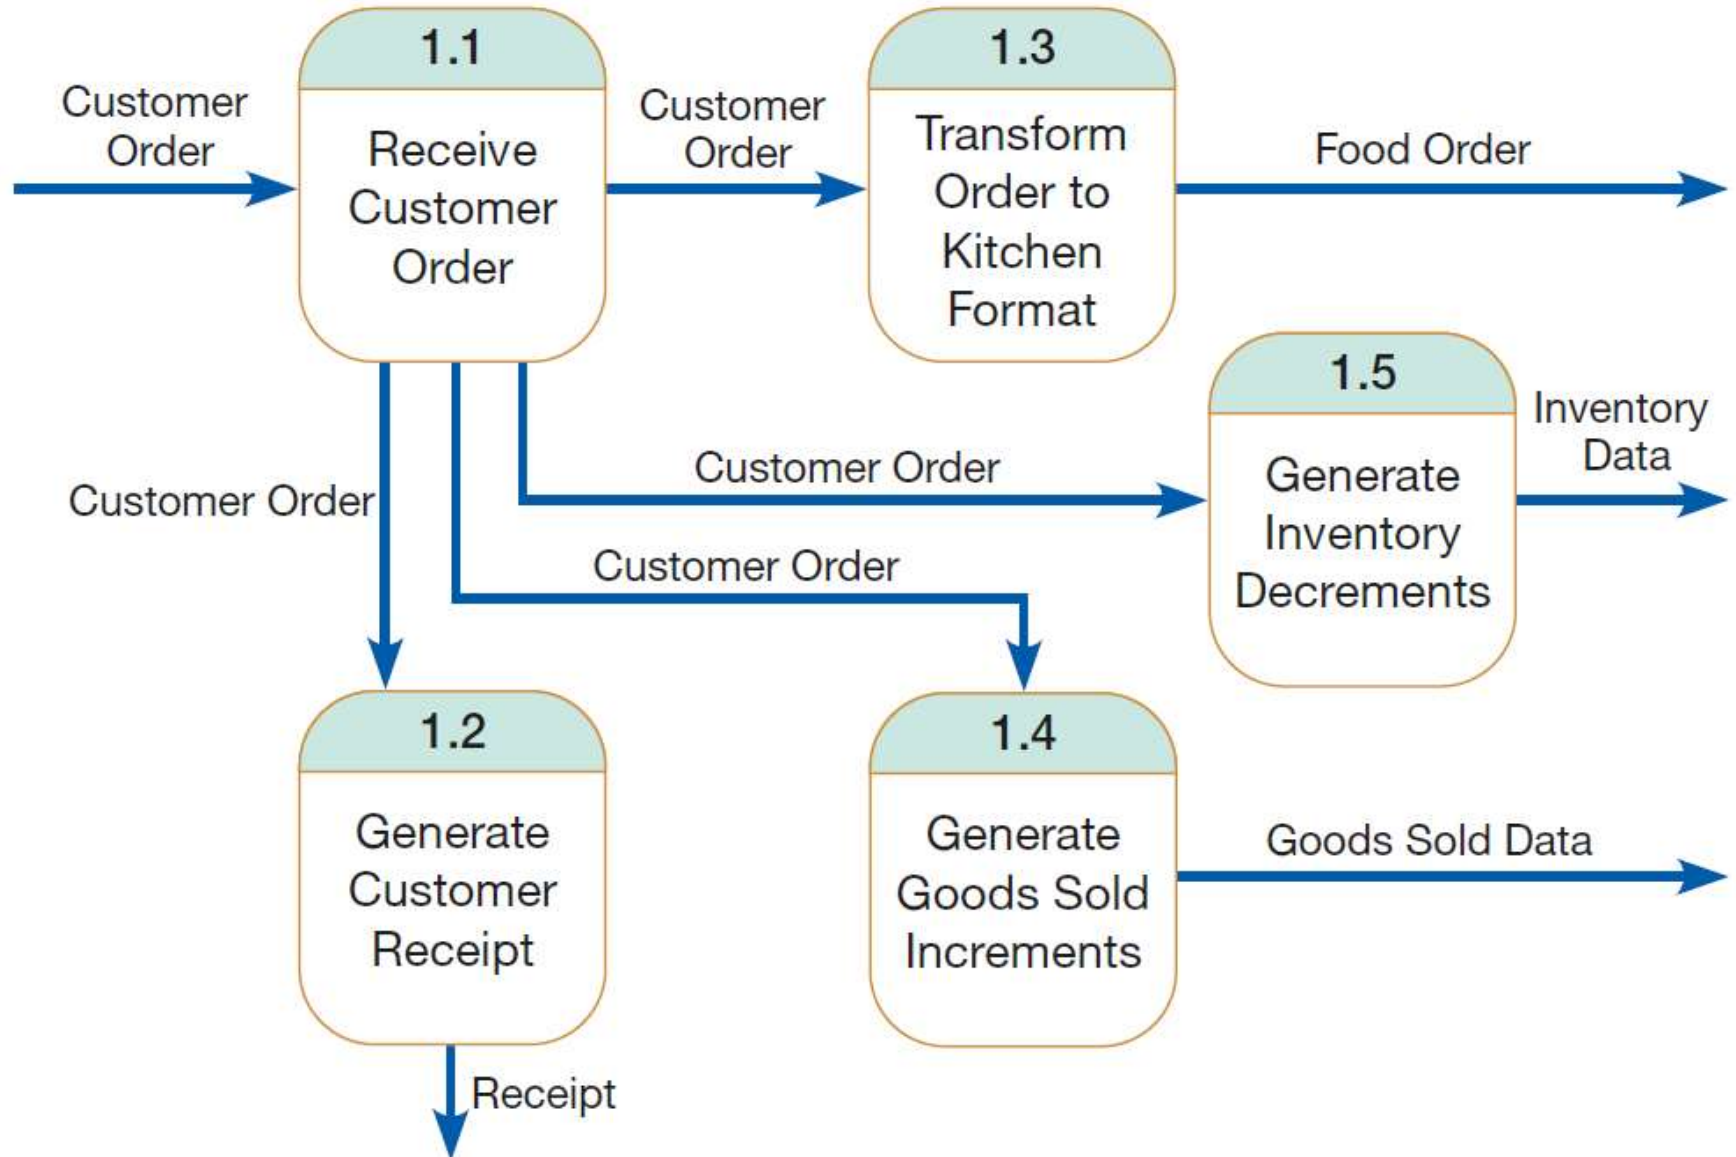 Customer
Order
1.1
Receive
Customer
Order
Customer
Order
1.3
Transform
Order to
Kitchen
Format
Food Order
1.5
Generate
Inventory
Decrements
Inventory
Data
Customer Order
Customer Order
Customer Order
1.2
Generate
Customer
Receipt
Receipt
1.4
Generate
Goods Sold
Increments
Goods Sold Data